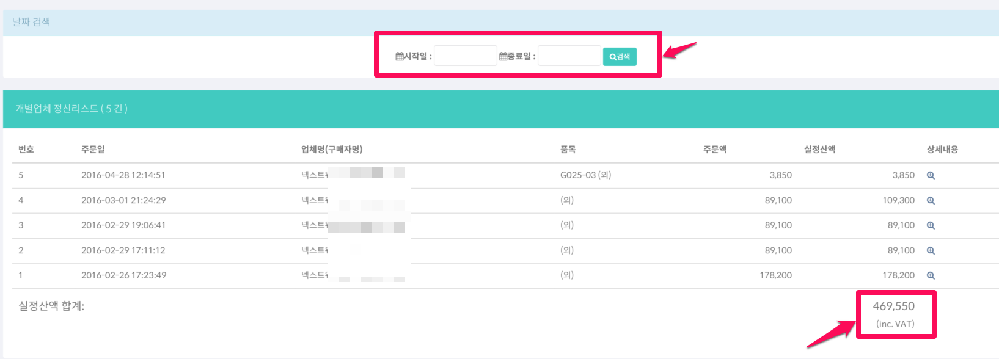 날짜 검색
시작일 : 종료일 : 검색
개별업체 정산리스트 ( 5 건 )
번호 주문일 업체명(구매자명) 품목 주문액 실정산액 상세내용
5 2016-04-28 12:14:51 넥스트 G025-03 (외) 3,850 3,850
4 2016-03-01 21:24:29 넥스트 (외) 89,100 109,300
3 2016-02-29 19:06:41 넥스트 (외) 89,100 89,100
2 2016-02-29 17:11:12 넥스트 (외) 89,100 89,100
1 2016-02-26 17:23:49 넥스트 (외) 178,200 178,200
실정산액 합계: 469,550
(inc. VAT)